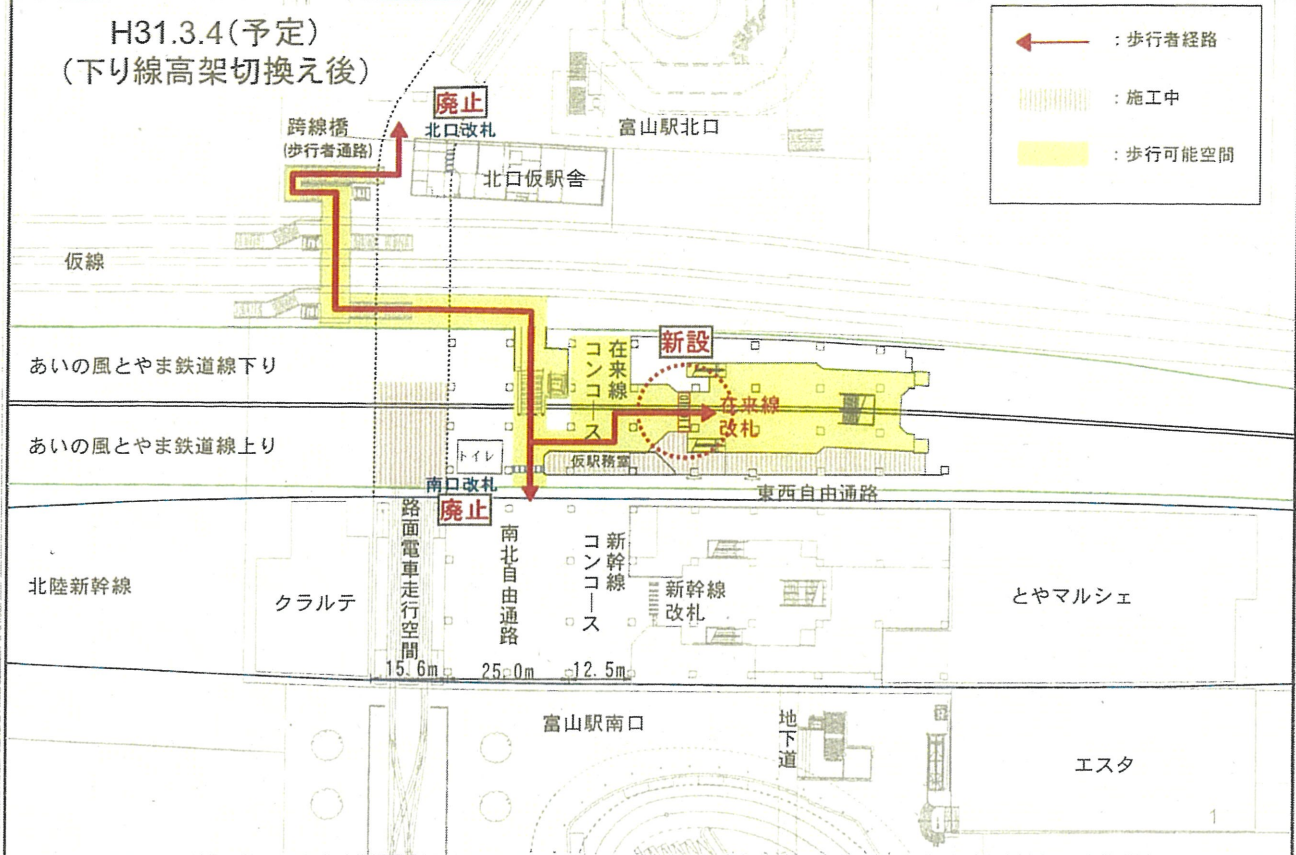 H31.3.4(予定)
(下り線高架切換え後)
：歩行者経路
：施工中
：歩行可能空間
廃止
北口改札
跨線橋
(歩行者通路)
富山駅北口
北口仮駅舎
仮線
新設
あいの風とやま鉄道線下り
在来線
コンコース
在来線
改札
あいの風とやま鉄道線上り
トイレ
仮駅務室
南口改札
廃止
東西自由通路
路面電車走行空間
南北自由通路
新幹線
コンコース
新幹線
改札
北陸新幹線
クラルテ
とやマルシェ
15.6m
25.0m
12.5m
富山駅南口
地下道
エスタ
1